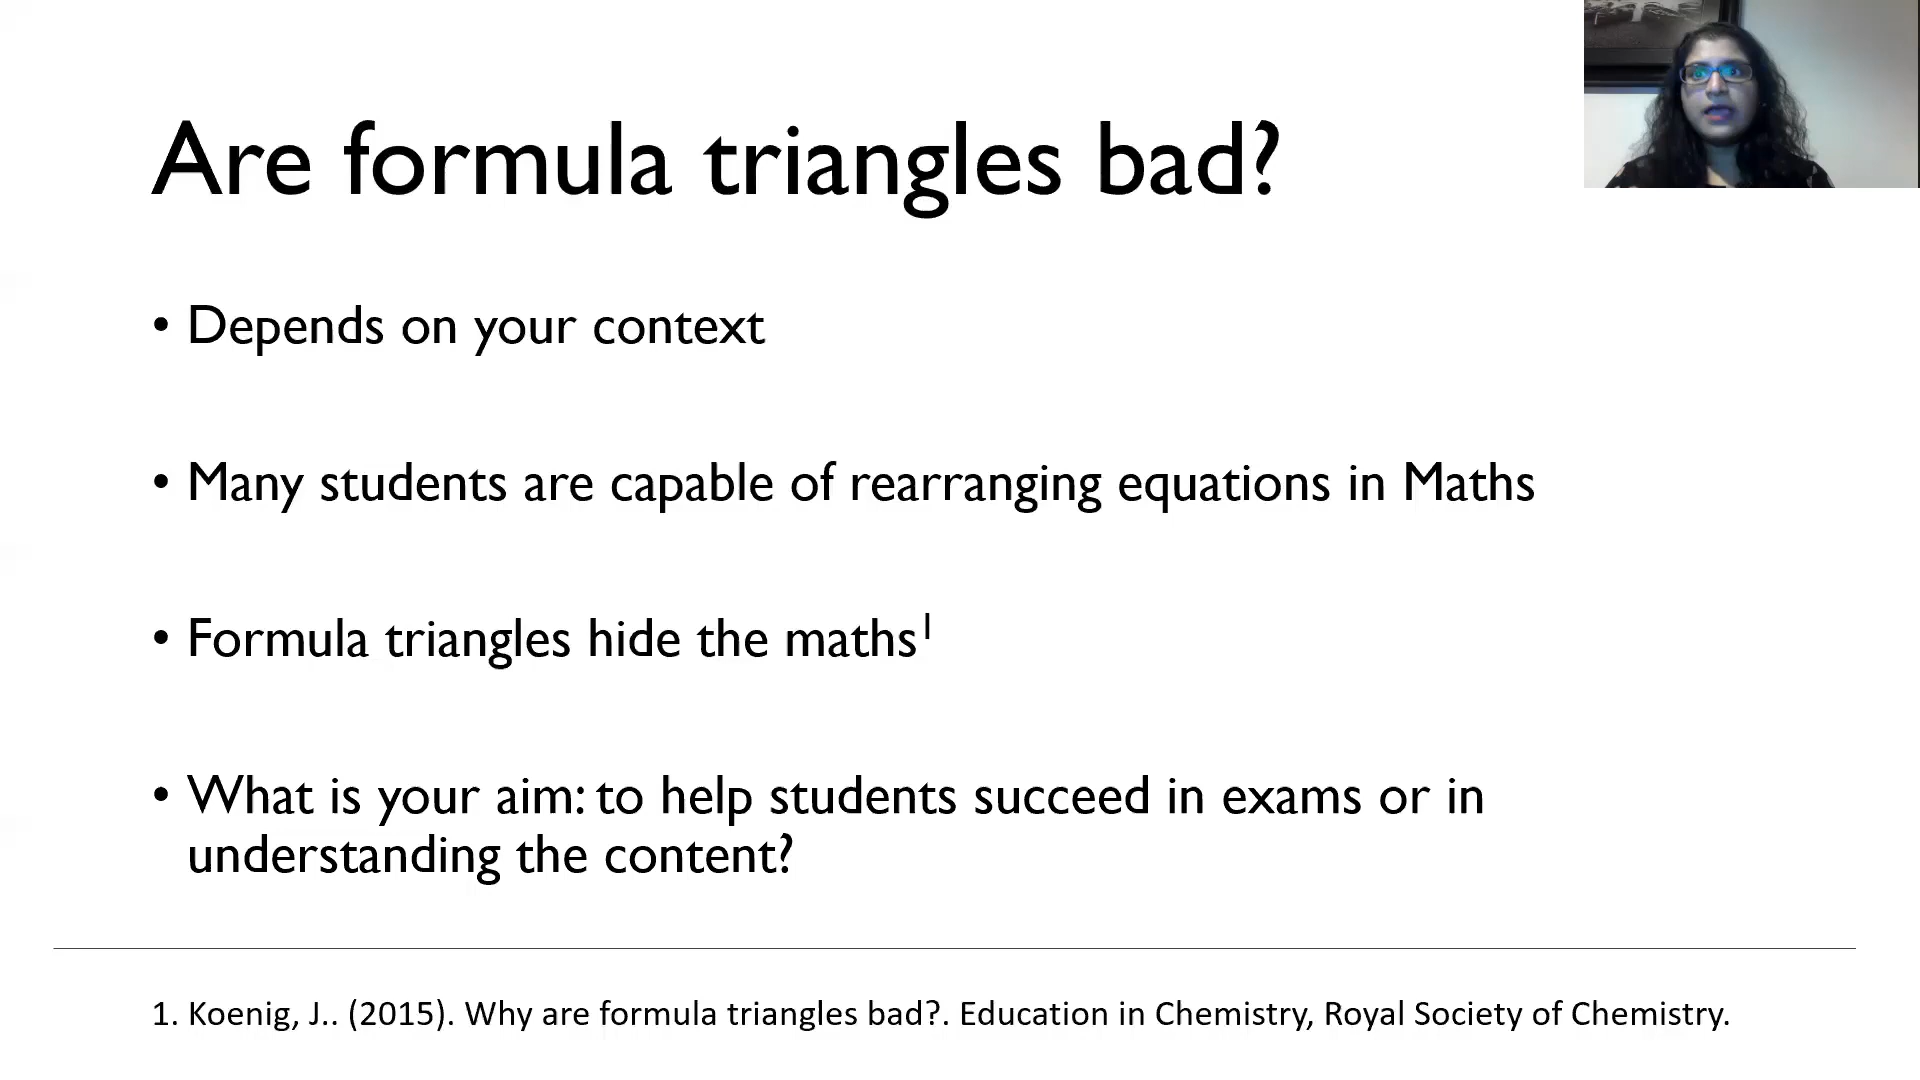 Are formula triangles bad?
• Depends on your context
• Many students are capable of rearranging equations in Maths
• Formula triangles hide the maths¹
• What is your aim: to help students succeed in exams or in
understanding the content?
1. Koenig, J.. (2015). Why are formula triangles bad?. Education in Chemistry, Royal Society of Chemistry.